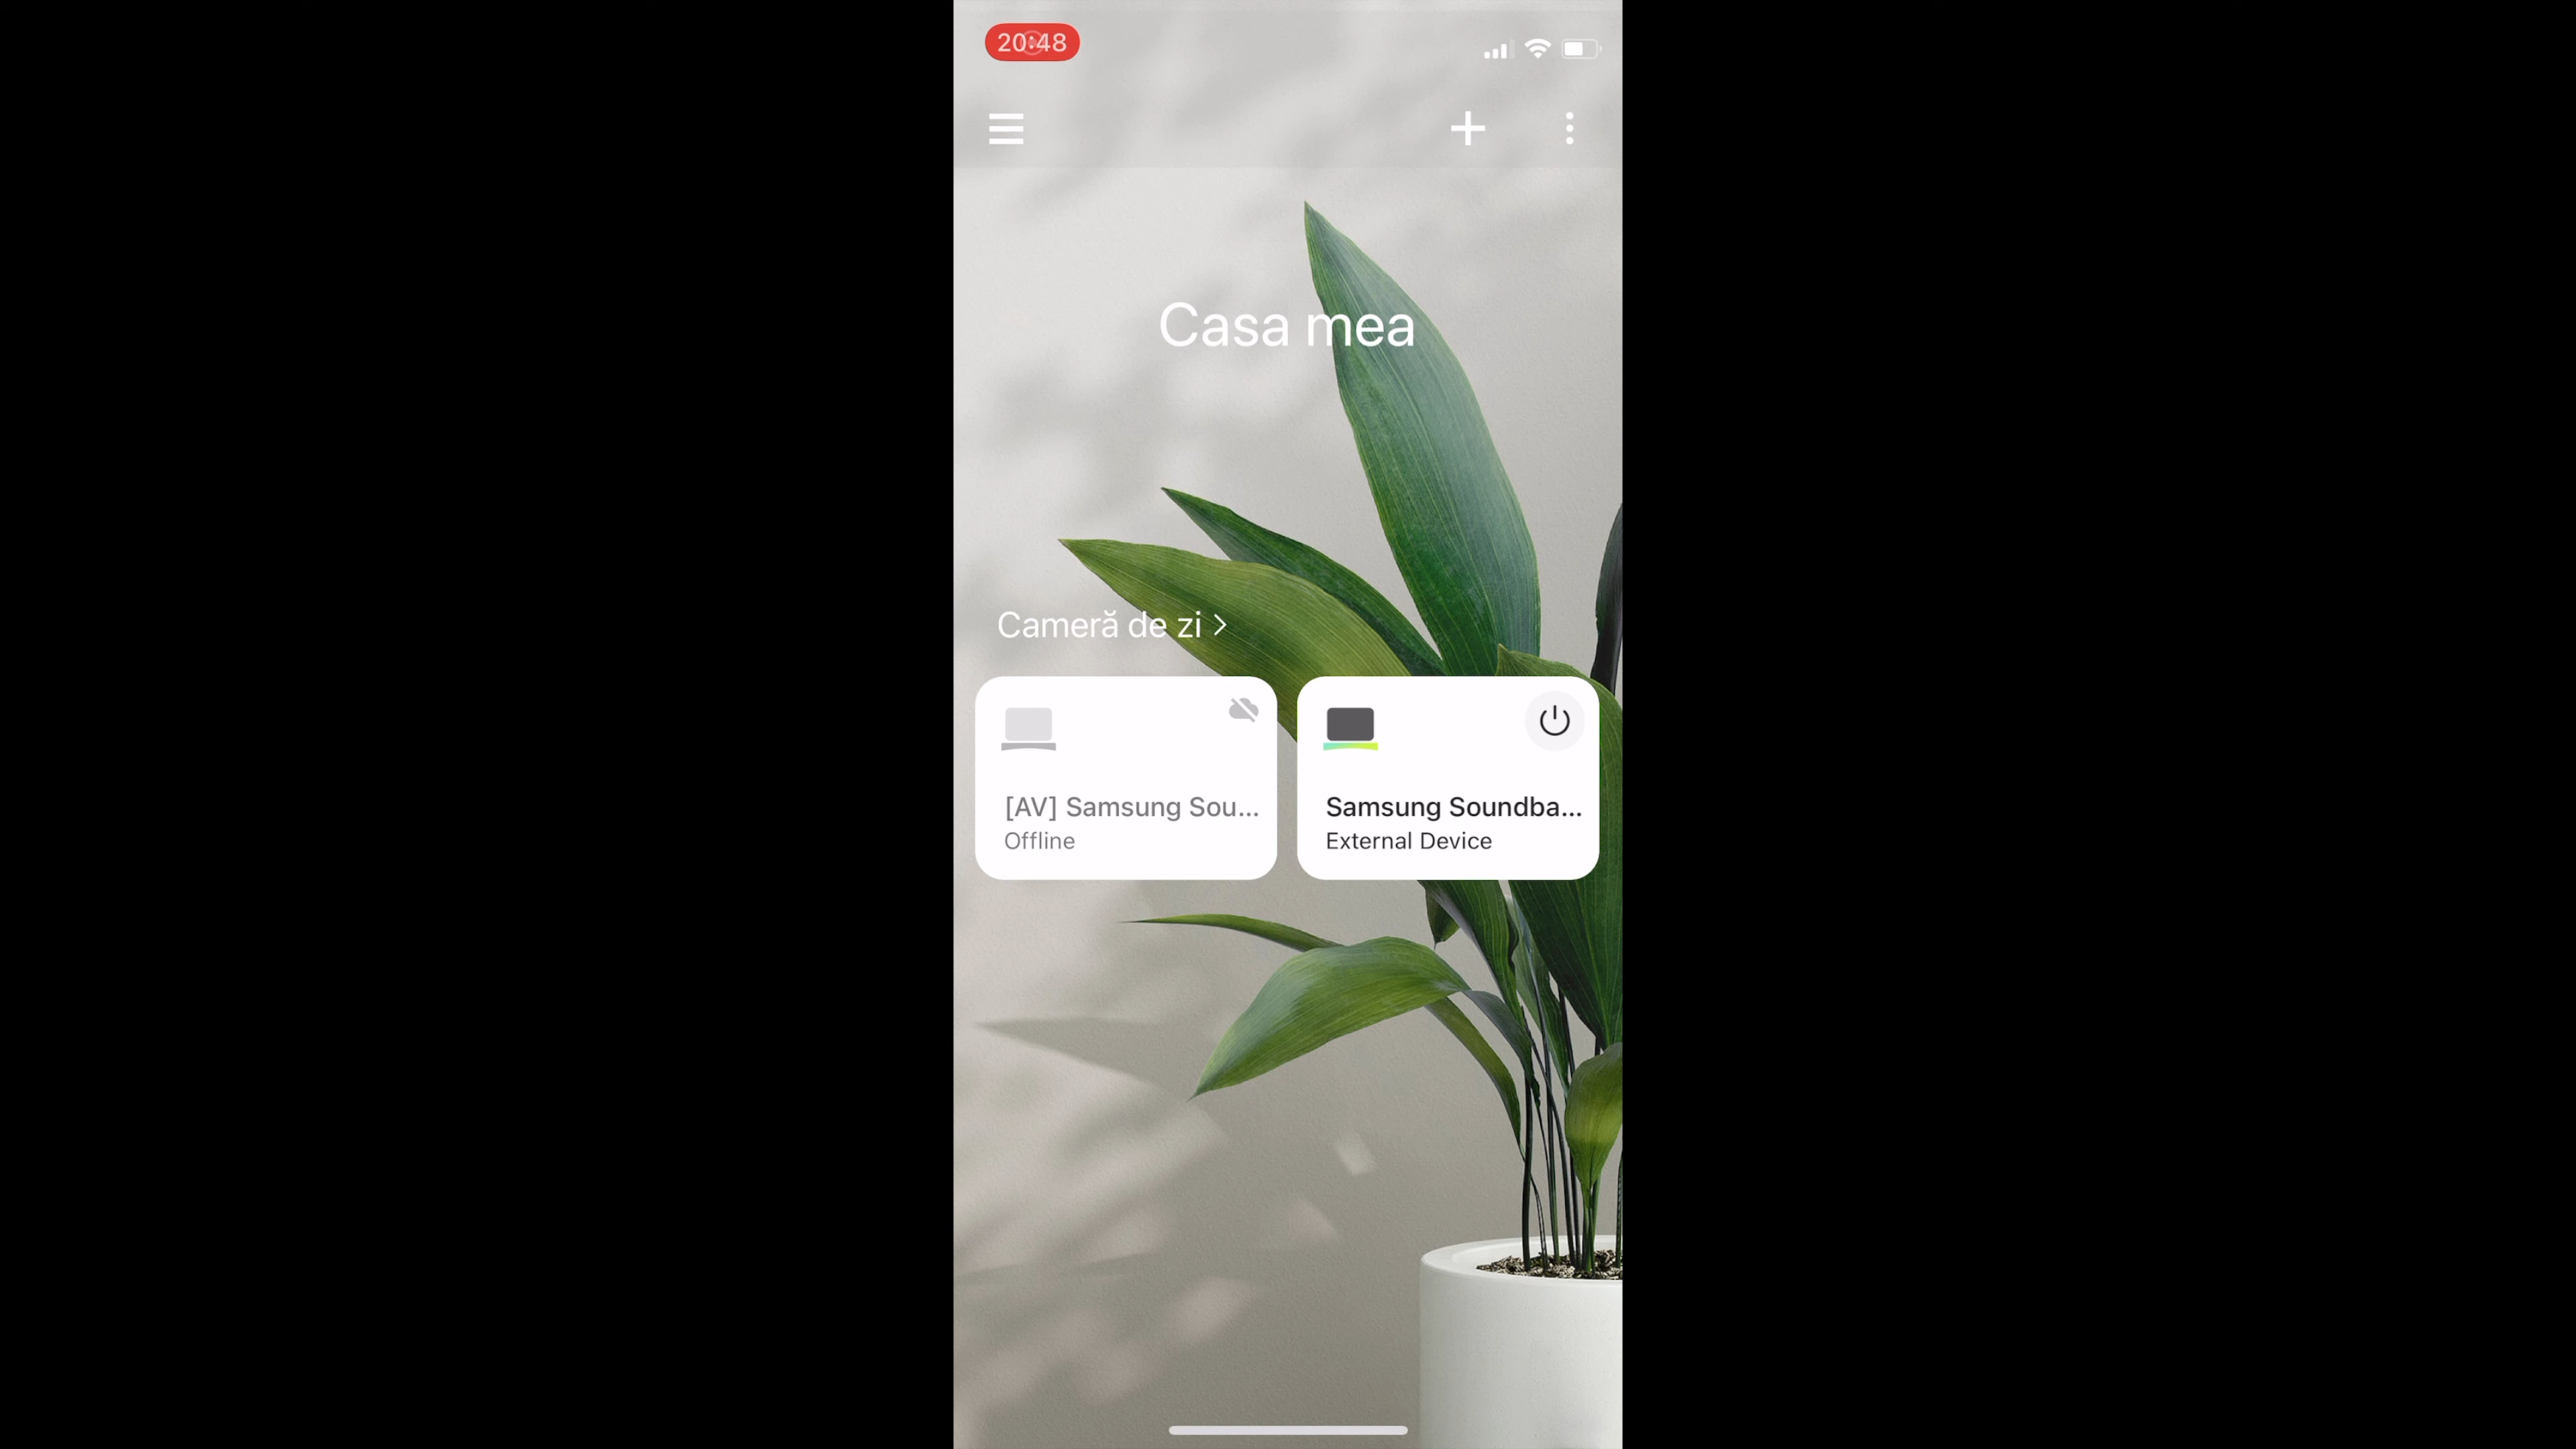 20:48
Casa mea
Cameră de zi
[AV] Samsung Sou...
Offline
Samsung Soundba...
External Device